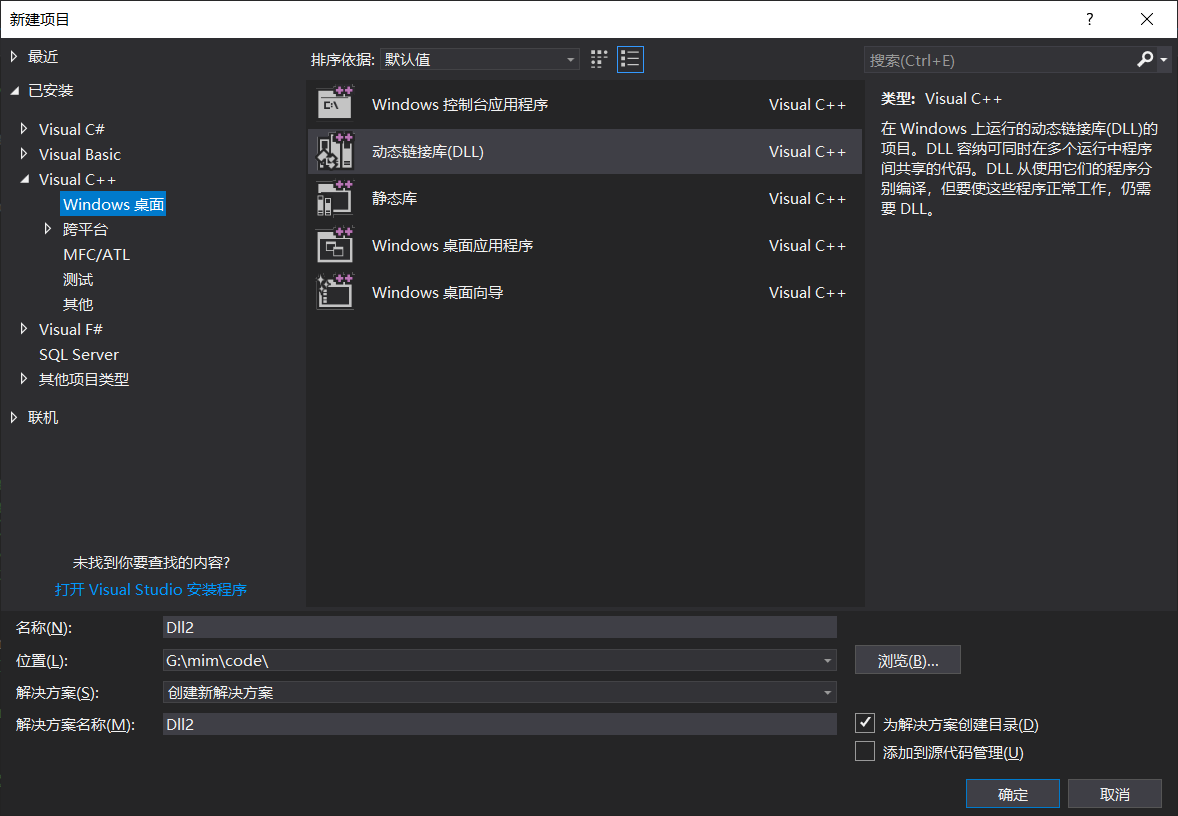 新建项目
?
最近
已安装
Visual C#
Visual Basic
Visual C++
Windows 桌面
跨平台
MFC/ATL
测试
其他
Visual F#
SQL Server
其他项目类型
联机
未找到你要查找的内容?
打开 Visual Studio 安装程序
排序依据: 默认值
Windows 控制台应用程序 Visual C++
动态链接库(DLL) Visual C++
静态库 Visual C++
Windows 桌面应用程序 Visual C++
Windows 桌面向导 Visual C++
搜索(Ctrl+E)
类型: Visual C++
在 Windows 上运行的动态链接库(DLL)的
项目。DLL 容纳可同时在多个运行中程序
间共享的代码。DLL 从使用它们的程序分
别编译，但要使这些程序正常工作，仍需
要 DLL。
名称(N): Dll2
位置(L): G:\mim\code\ 浏览(B)...
解决方案(S): 创建新解决方案
解决方案名称(M): Dll2 为解决方案创建目录(D)
添加到源代码管理(U)
确定 取消